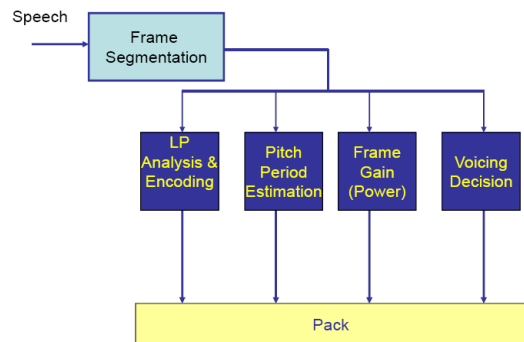 Speech
Frame
Segmentation
LP
Analysis &
Encoding
Pitch
Period
Estimation
Frame
Gain
(Power)
Voicing
Decision
Pack